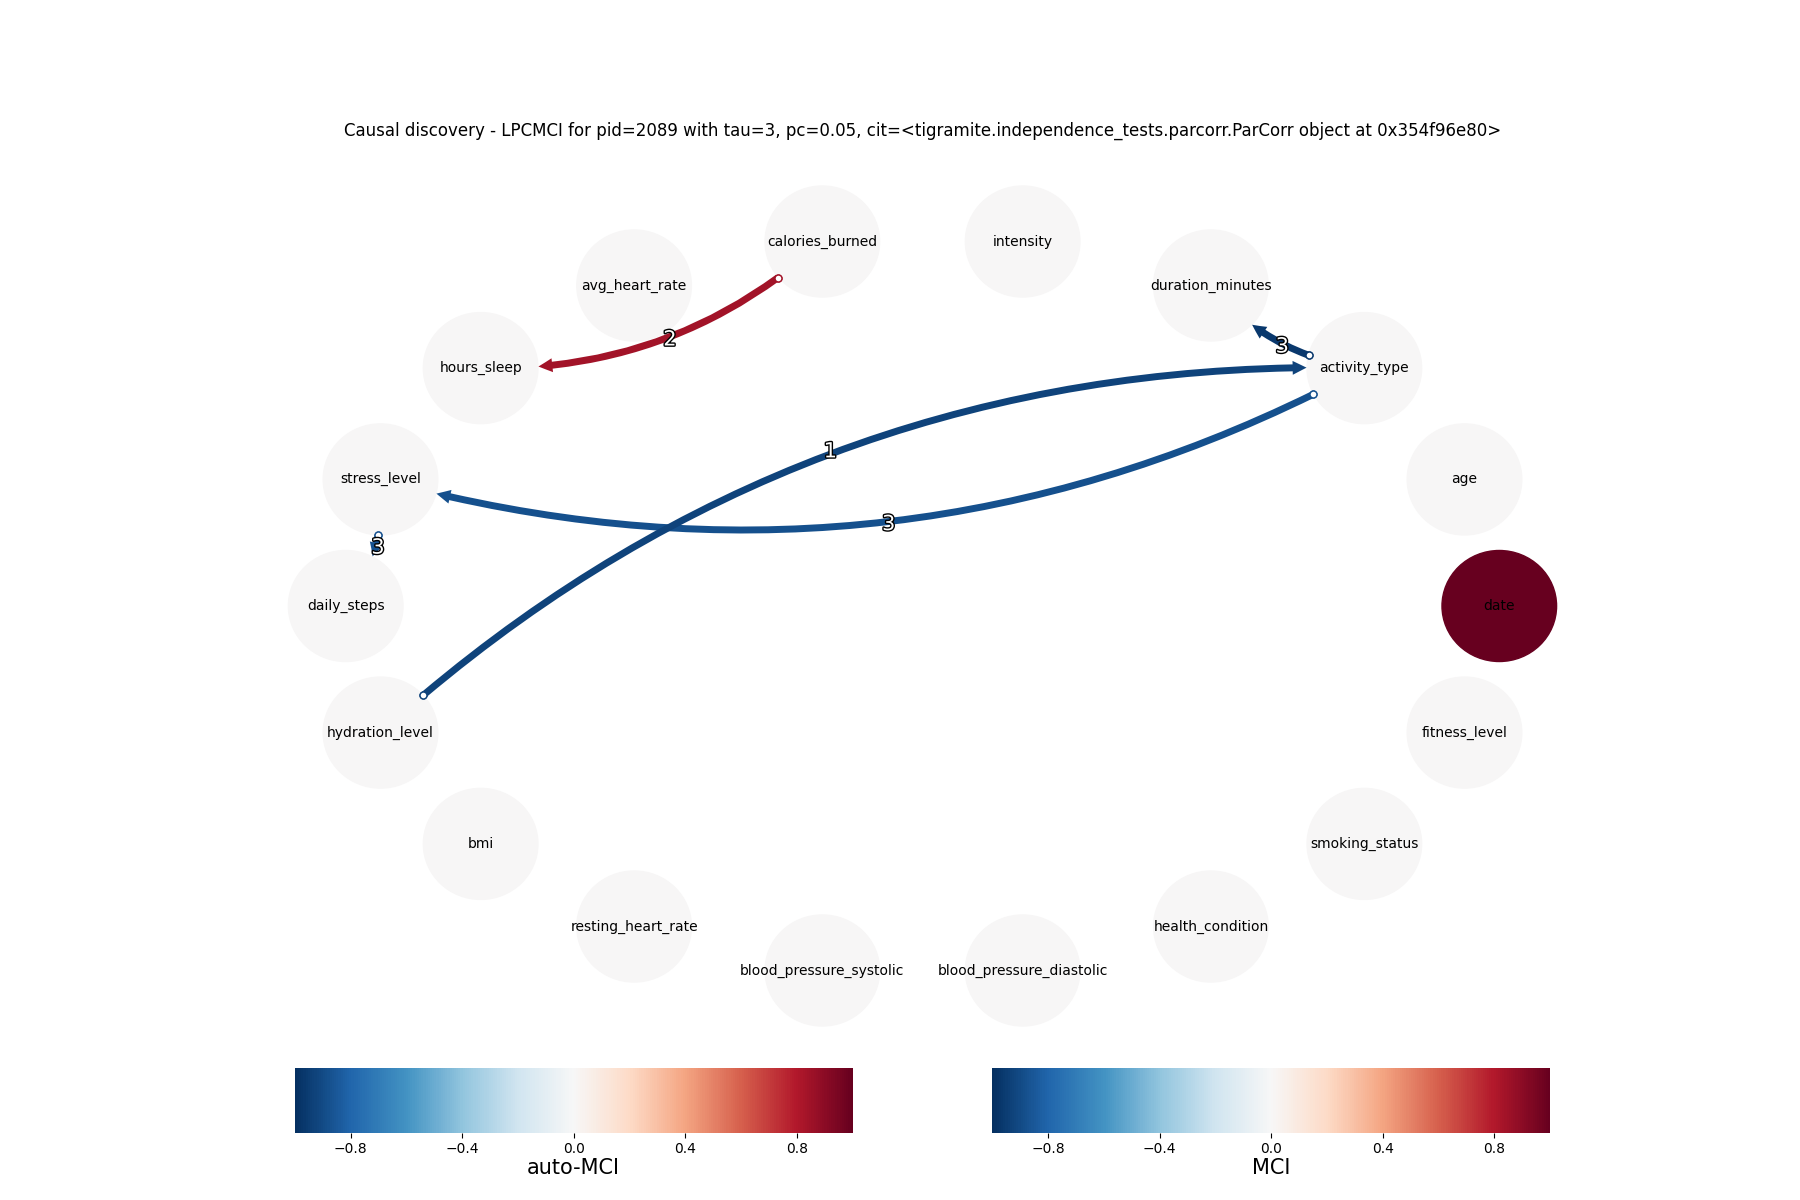 Causal discovery - LPCMCI for pid=2089 with tau=3, pc=0.05, cit=<tigramite.independence_tests.parcorr.ParCorr object at 0x354f96e80>
calories_burned
intensity
avg_heart_rate
duration_minutes
2
3
hours_sleep
activity_type
1
stress_level
age
3
3
daily_steps
date
hydration_level
fitness_level
bmi
smoking_status
resting_heart_rate
health_condition
blood_pressure_systolic
blood_pressure_diastolic
−0.8 −0.4 0.0 0.4 0.8
auto-MCI
−0.8 −0.4 0.0 0.4 0.8
MCI